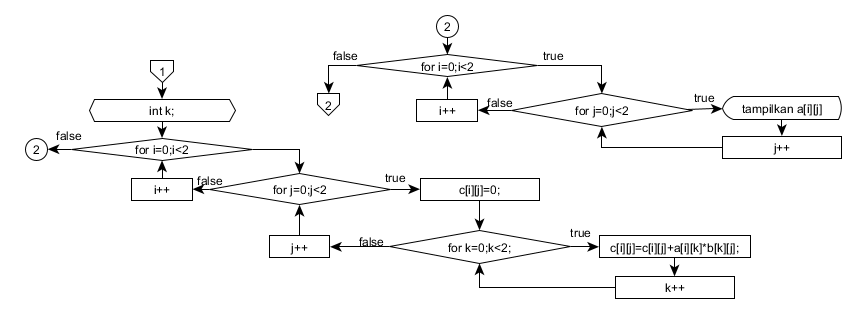 1
int k;
false
for i=0;i<2
2
i++
false
for j=0;j<2
true
c[i][j]=0;
j++
false
for k=0;k<2;
true
c[i][j]=c[i][j]+a[i][k]*b[k][j];
k++
2
false
for i=0;i<2
true
2
i++
false
for j=0;j<2
true
tampilkan a[i][j]
j++